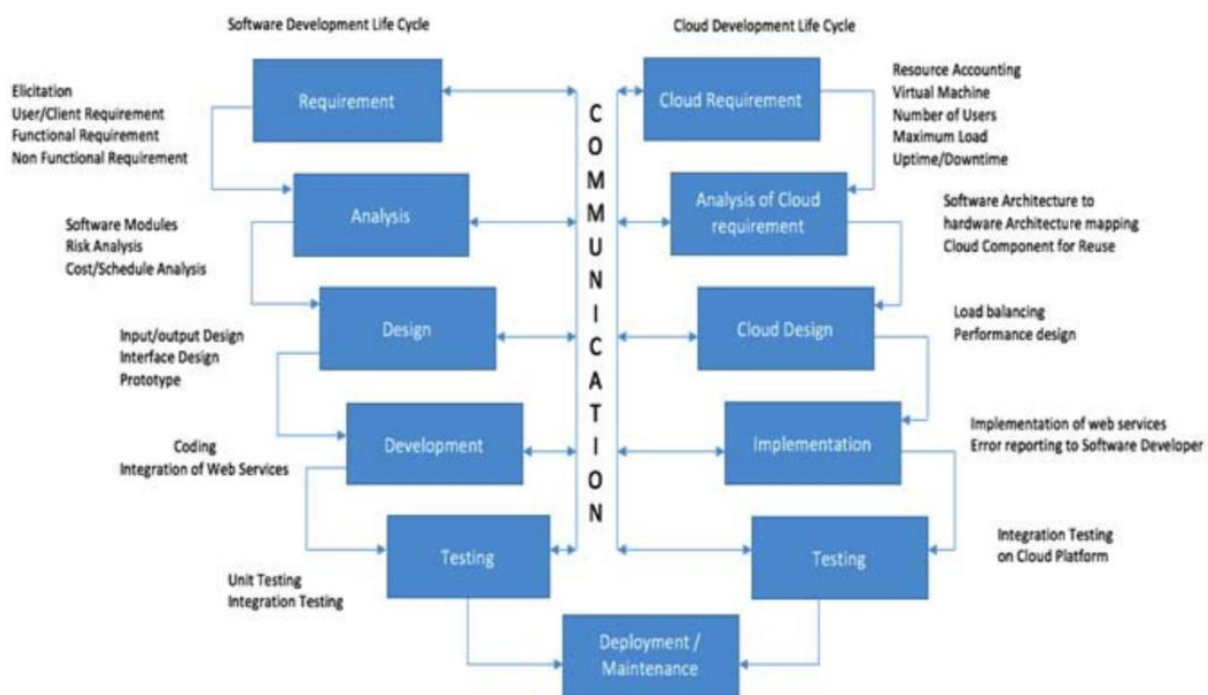 Software Development Life Cycle
Cloud Development Life Cycle
Requirement
Elicitation
User/Client Requirement
Functional Requirement
Non Functional Requirement
Analysis
Software Modules
Risk Analysis
Cost/Schedule Analysis
Design
Input/output Design
Interface Design
Prototype
Development
Coding
Integration of Web Services
Testing
Unit Testing
Integration Testing
COMMUNICATION
Cloud Requirement
Resource Accounting
Virtual Machine
Number of Users
Maximum Load
Uptime/Downtime
Analysis of Cloud
requirement
Software Architecture to
hardware Architecture mapping
Cloud Component for Reuse
Cloud Design
Load balancing
Performance design
Implementation
Implementation of web services
Error reporting to Software Developer
Testing
Integration Testing
on Cloud Platform
Deployment /
Maintenance